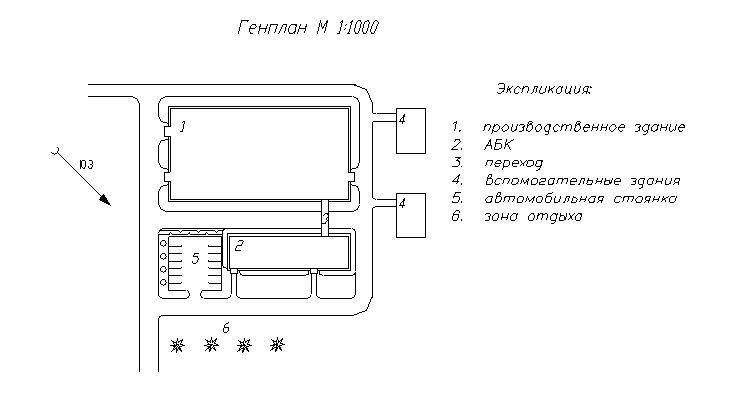 Генплан М 1:1000
Экспликация:
1. производственное здание
2. АБК
3. переход
4. вспомогательные здания
5. автомобильная стоянка
6. зона отдыха
1
4
ЮЗ
4
3
2
5
6